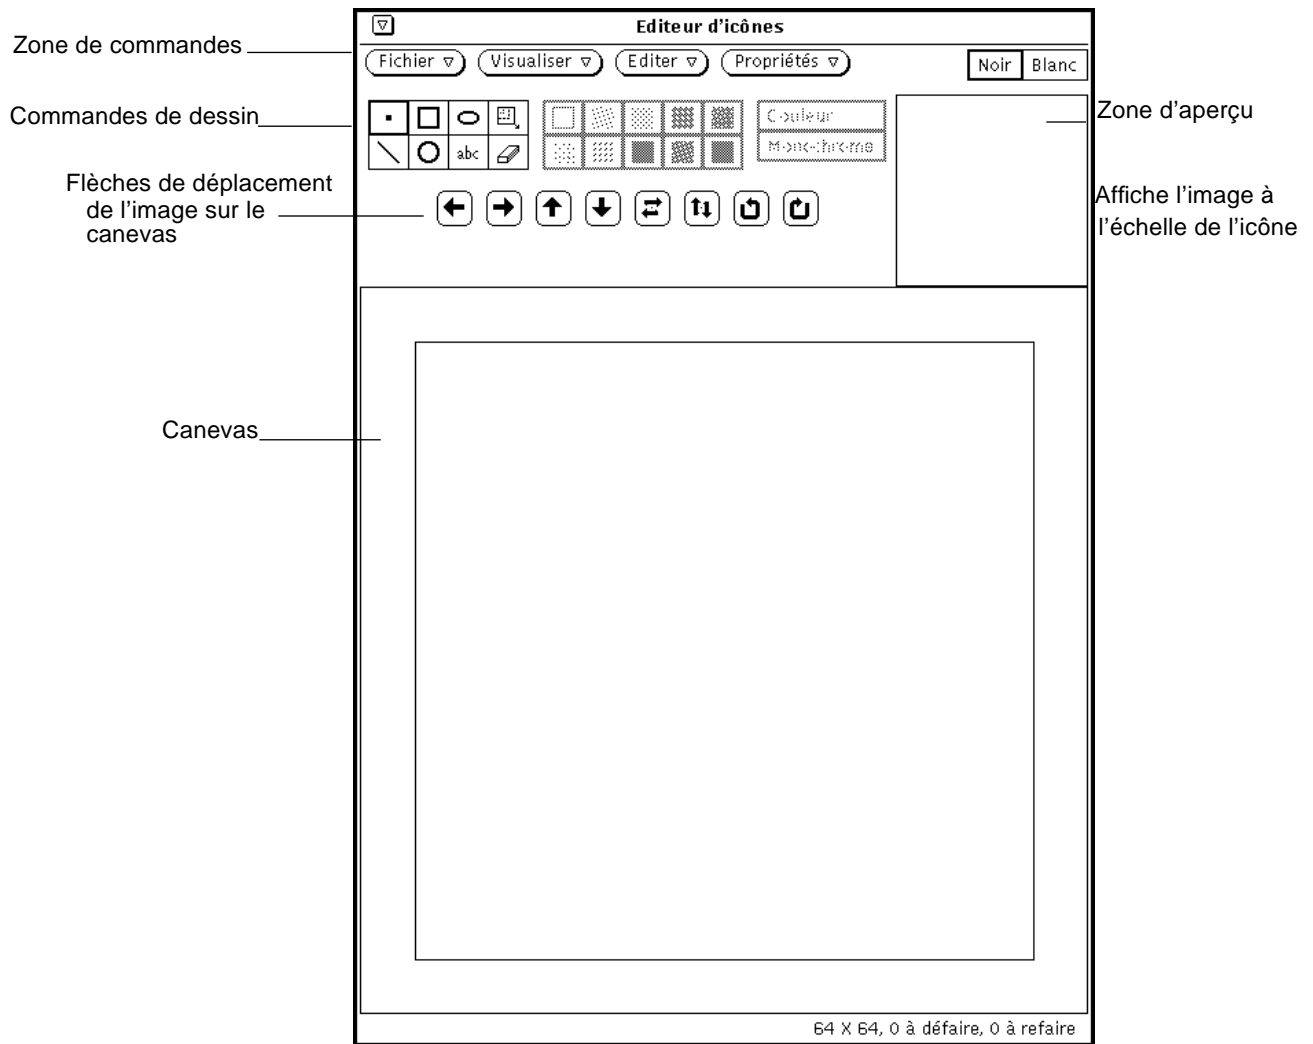 Editeur d'icônes
Zone de commandes
Fichier Visualiser Editer Propriétés Noir Blanc
Commandes de dessin
abc
Couleur
Monochrome
Zone d'aperçu
Flèches de déplacement
de l'image sur le
canevas
Affiche l'image à
l'échelle de l'icône
Canevas
64 X 64, 0 à défaire, 0 à refaire